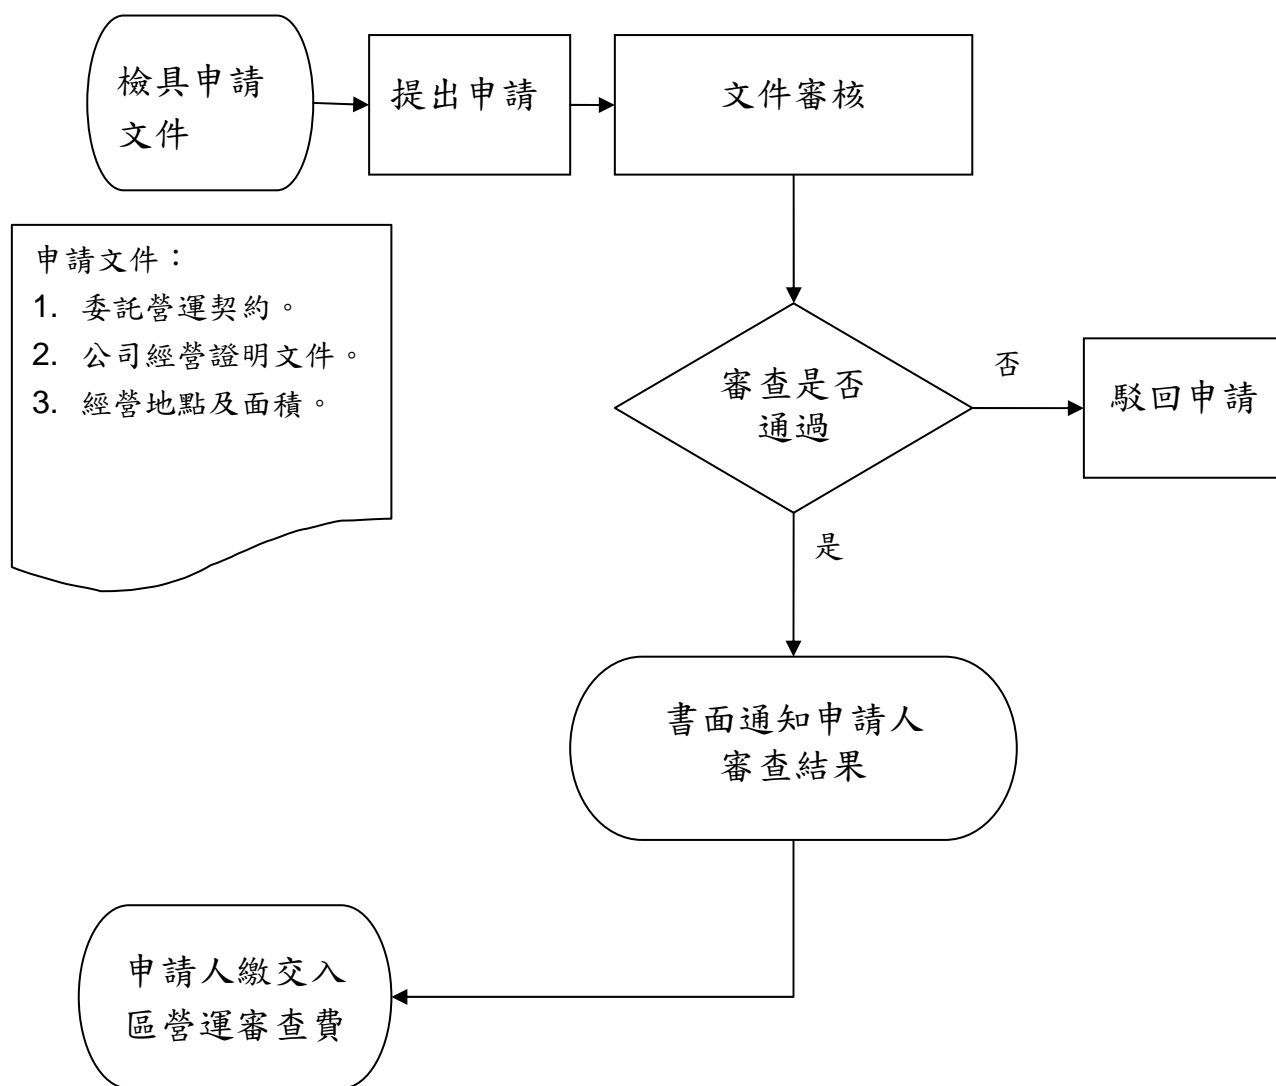 檢具申請
文件
提出申請
文件審核
申請文件：
1. 委託營運契約。
2. 公司經營證明文件。
3. 經營地點及面積。
審查是否
通過
否
駁回申請
是
書面通知申請人
審查結果
申請人繳交入
區營運審查費